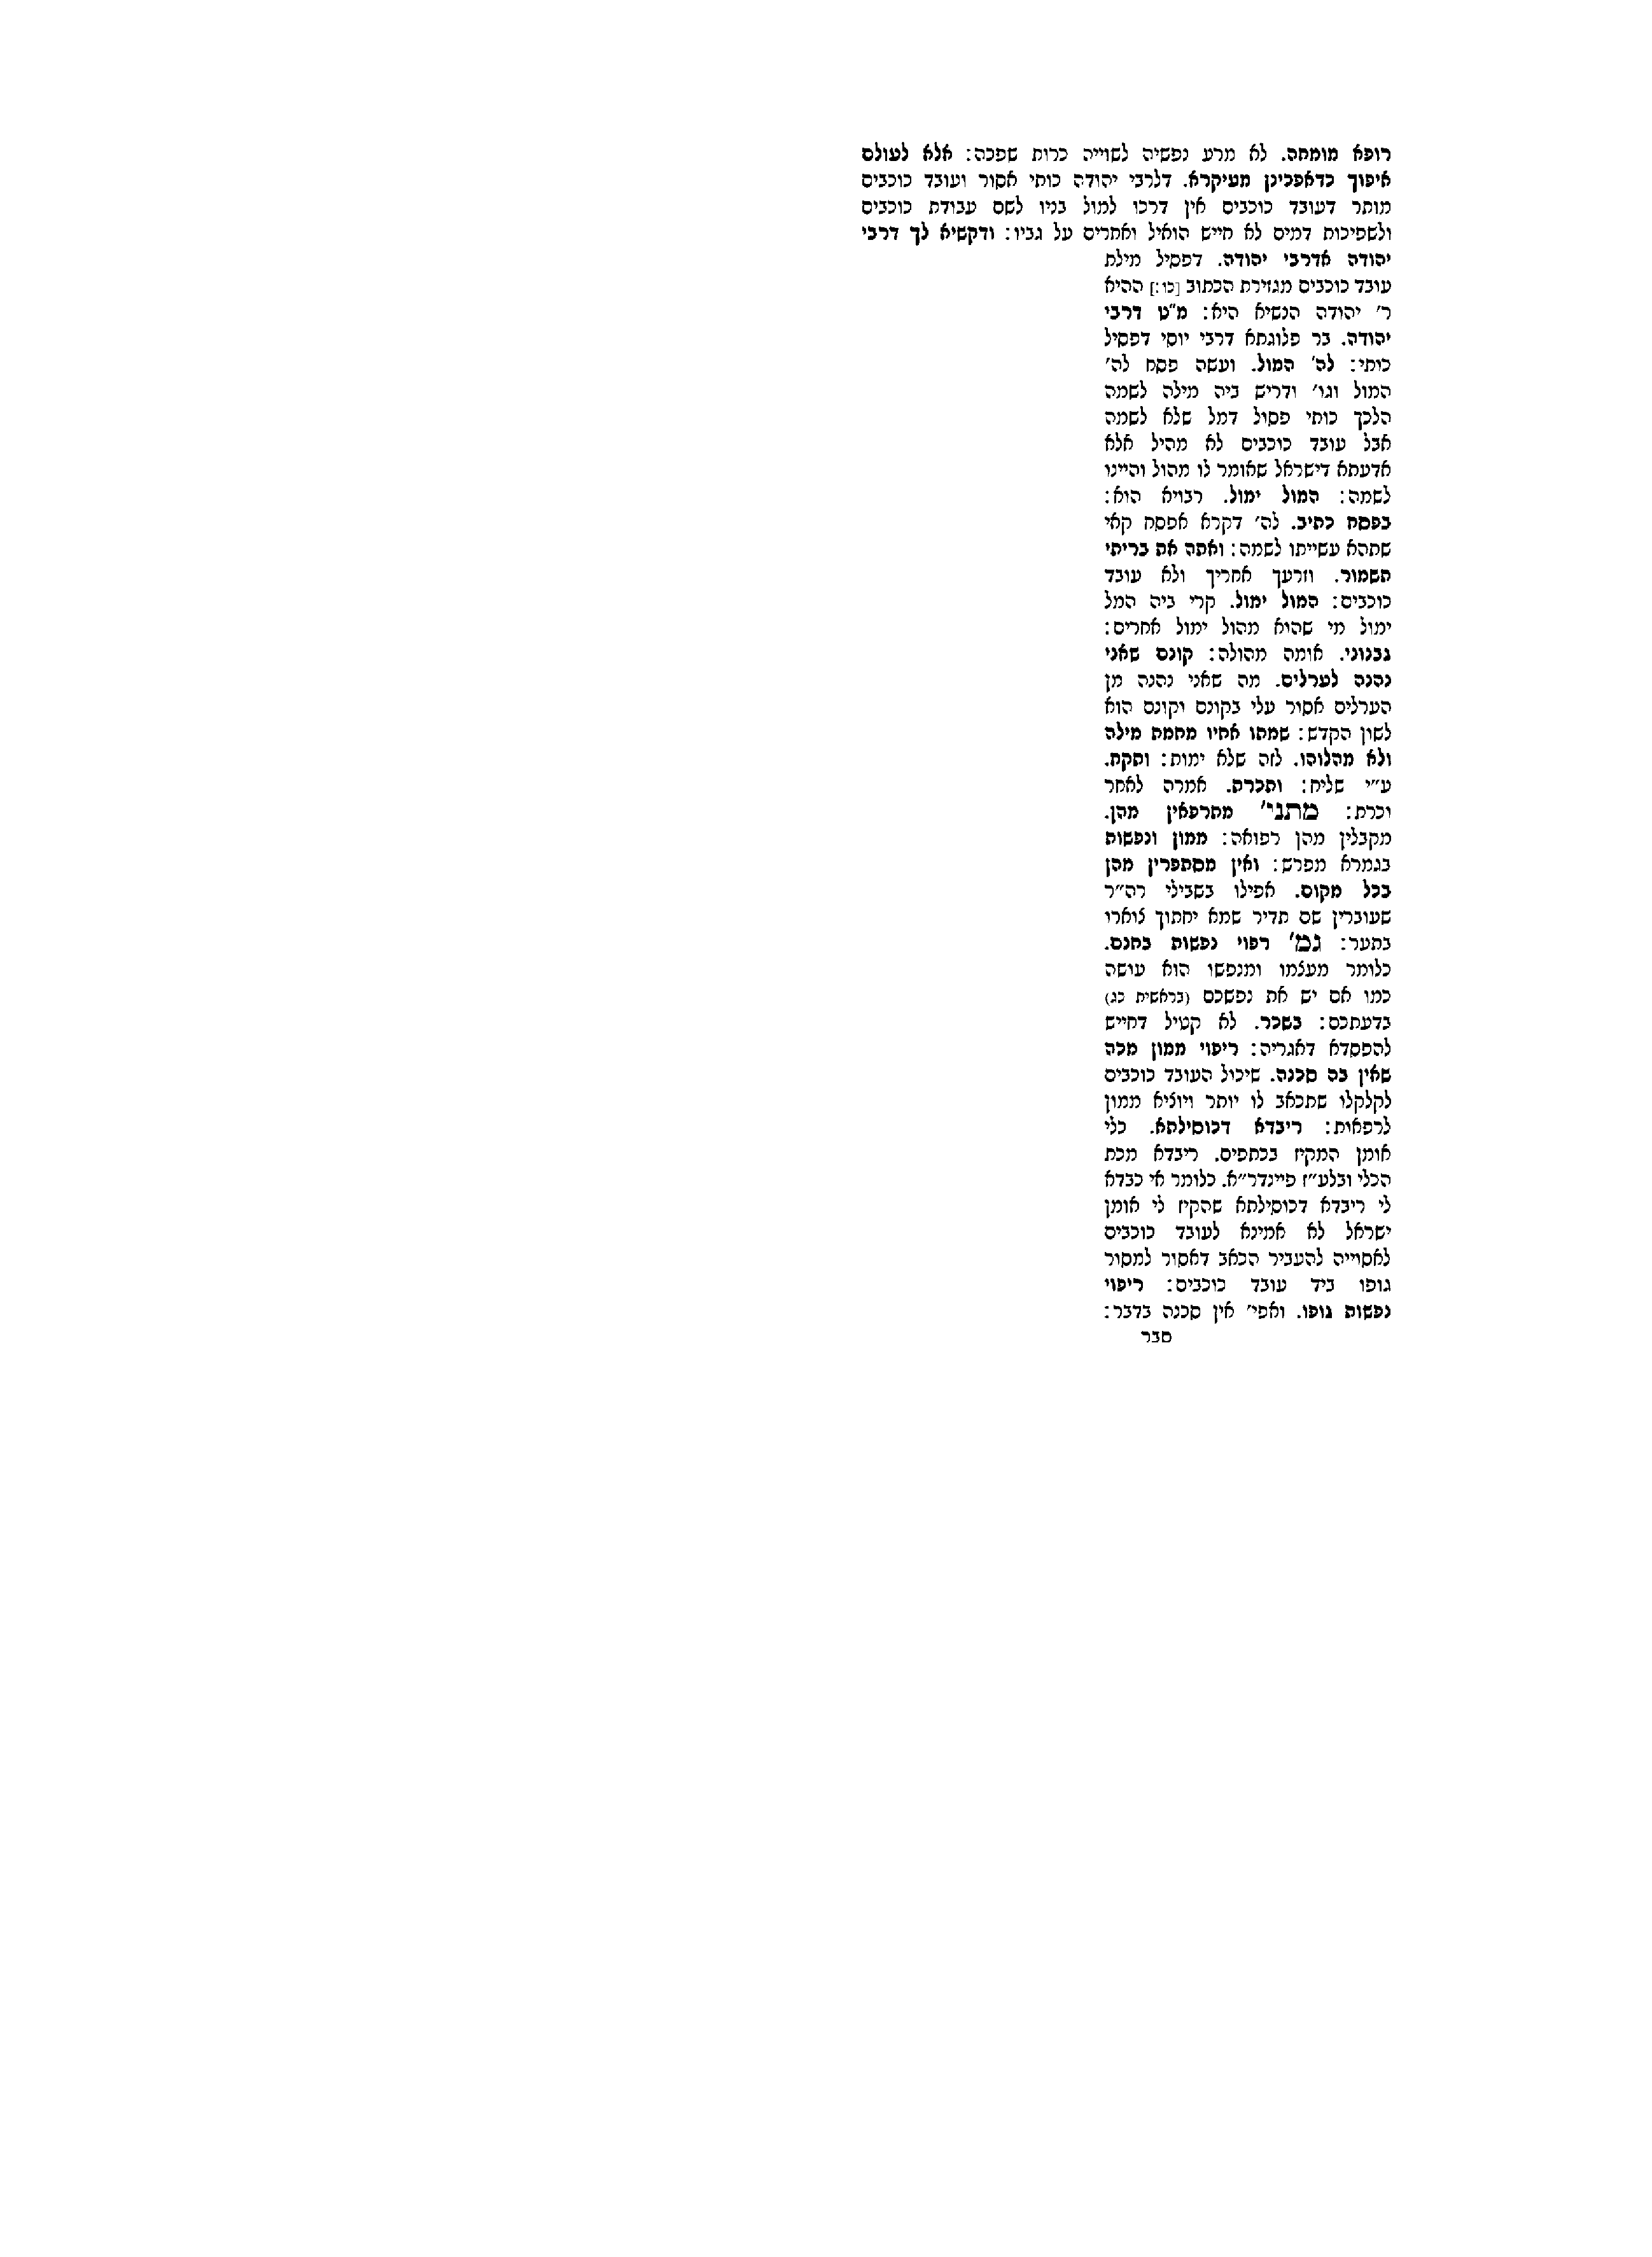 רופא מומחה. לא מרע נפשיה לשוייה כרות שפכה: אלא לעולם
איפוך כדאפכינן מעיקרא. דלרבי יהודה כותי אסור ועובד כוכבים
מותר דעובד כוכבים אין דרכו למול בניו לשם עבודת כוכבים
ולשפיכות דמים לא חייש הואיל ואחרים על גביו: ודקשיא לך דרבי
יהודה אדרבי יהודה. דפסיל מילת
עובד כוכבים מגזירת הכתוב [כו:] ההיא
ר' יהודה הנשיא היא: מ"ט דרבי
יהודה. בר פלוגתא דרבי יוסי דפסיל
כותי: לה' המול. ועשה פסח לה'
המול וגו' ודריש ביה מילה לשמה
הלכך כותי פסול דמל שלא לשמה
אבל עובד כוכבים לא מהיל אלא
אדעתא דישראל שאומר לו מהול והיינו
לשמה: המול ימול. רבויא הוא:
בפסח כתיב. לה' דקרא אפסח קאי
שתהא עשייתו לשמה: ואתה את בריתי
תשמור. וזרעך אחריך ולא עובד
כוכבים: המול ימול. קרי ביה המל
ימול מי שהוא מהול ימול אחרים:
גבנוני. אומה מהולה: קונם שאני
נהנה לערלים. מה שאני נהנה מן
הערלים אסור עלי בקונם וקונם הוא
לשון הקדש: שמתו אחיו מחמת מילה
ולא מהלוהו. לזה שלא ימות: ותקח.
ע"י שליח: ותכרת. אמרה לאחר
וכרת: מתני' מתרפאין מהן.
מקבלין מהן רפואה: ממון ונפשות
בגמרא מפרש: ואין מסתפרין מהן
בכל מקום. אפילו בשבילי רה"ר
שעוברין שם תדיר שמא יחתוך צוארו
בתער: גמ' רפוי נפשות בחנם.
כלומר מעצמו ומנפשו הוא עושה
כמו אם יש את נפשכם (בראשית כג)
בדעתכם: בשכר. לא קטיל דחייש
להפסדא דאגריה: ריפוי ממון מכה
שאין בה סכנה. שיכול העובד כוכבים
לקלקלו שתכאב לו יותר ויוציא ממון
לרפאות: ריבדא דכוסילתא. כלי
אומן המקיז בכתפים. ריבדא מכת
הכלי ובלע"ז פיינדר"א. כלומר אי כבדא
לי ריבדא דכוסילתא שהקיז לי אומן
ישראל לא אמינא לעובד כוכבים
לאסוייה להעביר הכאב דאסור למסור
גופו ביד עובד כוכבים: ריפוי
נפשות גופו. ואפי' אין סכנה בדבר:
סבר